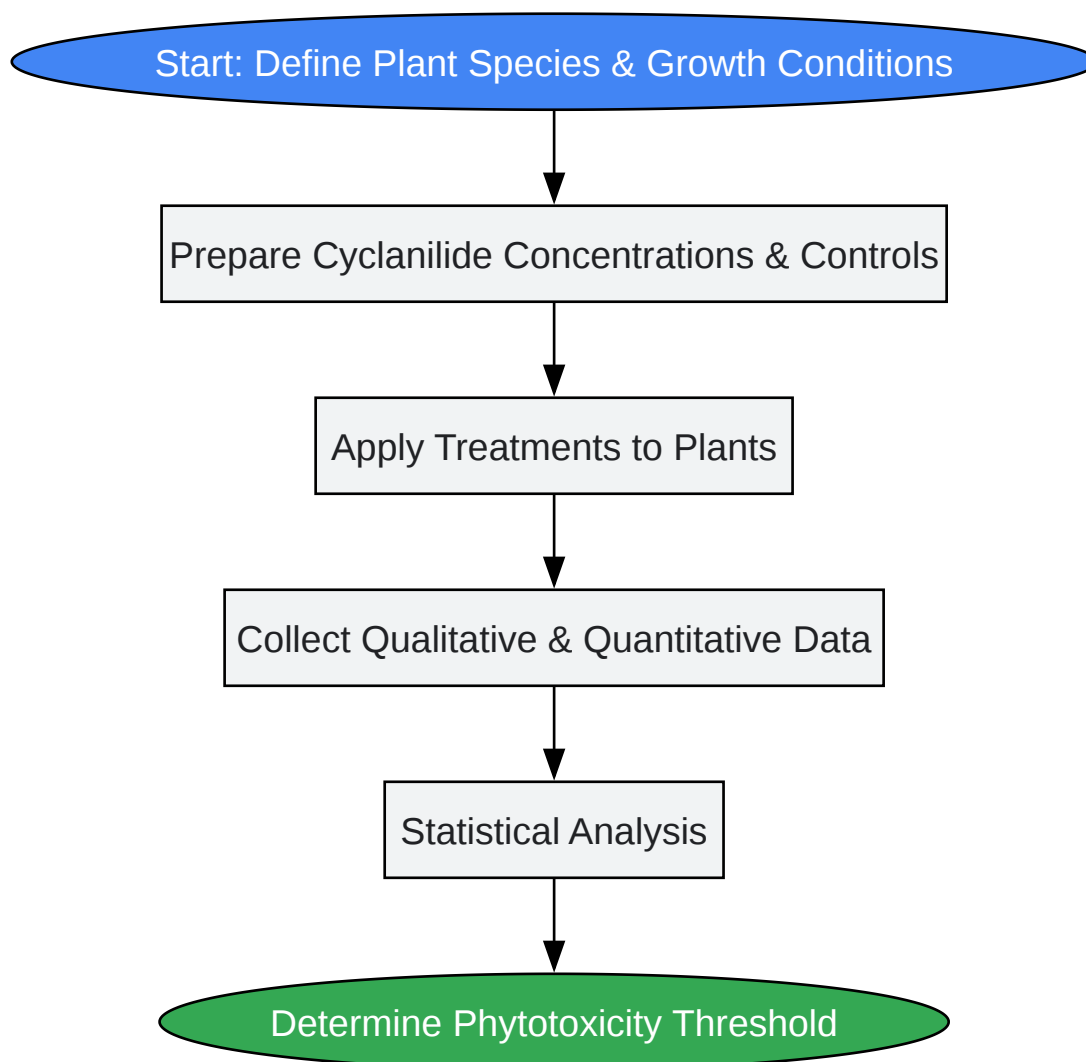 Start: Define Plant Species & Growth Conditions
Prepare Cyclanilide Concentrations & Controls
Apply Treatments to Plants
Collect Qualitative & Quantitative Data
Statistical Analysis
Determine Phytotoxicity Threshold